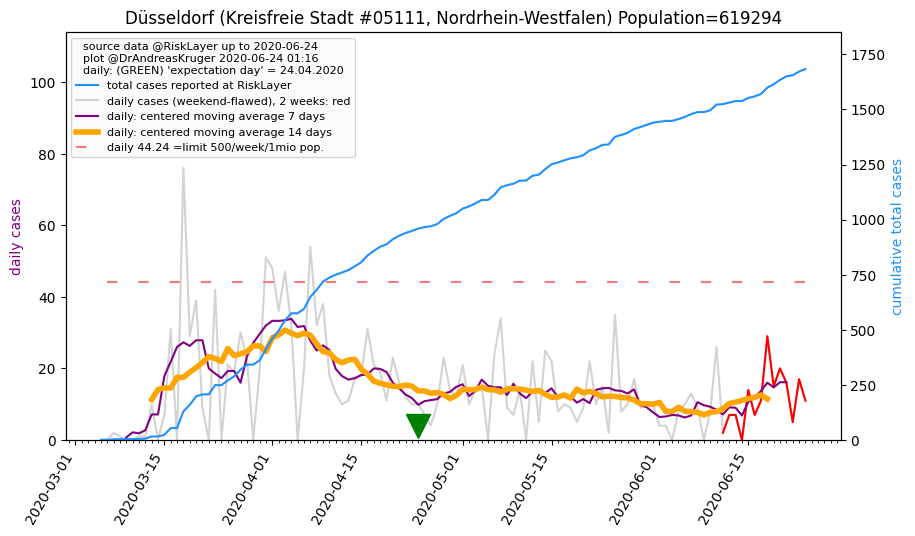 Düsseldorf (Kreisfreie Stadt #05111, Nordrhein-Westfalen) Population=619294
source data @RiskLayer up to 2020-06-24
plot @DrAndreasKruger 2020-06-24 01:16
daily: (GREEN) 'expectation day' = 24.04.2020
total cases reported at RiskLayer
daily cases (weekend-flawed), 2 weeks: red
daily: centered moving average 7 days
daily: centered moving average 14 days
daily 44.24 =limit 500/week/1mio pop.
daily cases
100
80
60
40
20
0
1750
1500
1250
1000
750
500
250
0
cumulative total cases
2020-03-01
2020-03-15
2020-04-01
2020-04-15
2020-05-01
2020-05-15
2020-06-01
2020-06-15